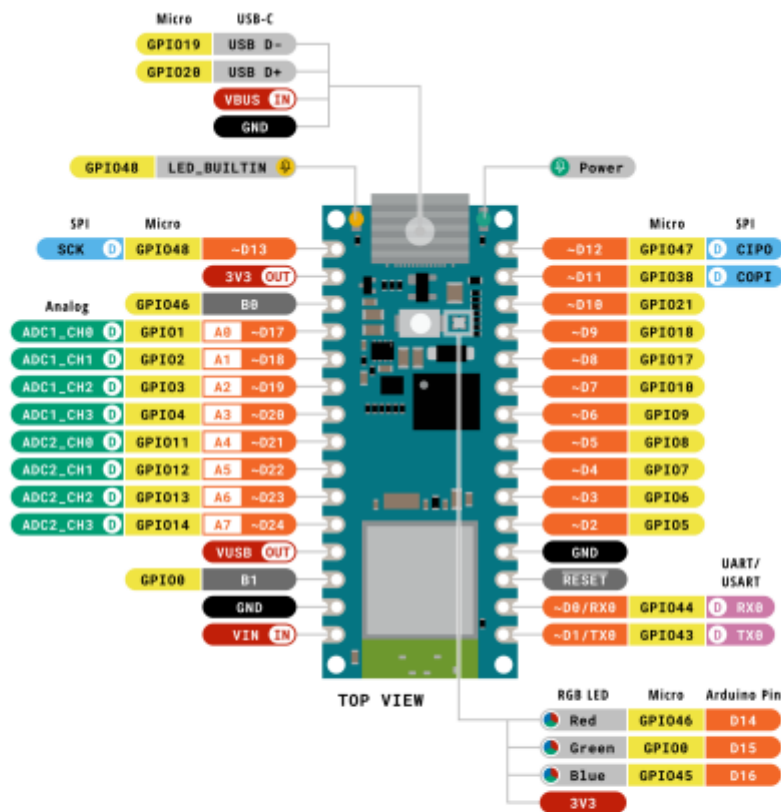 Micro USB-C
GPIO19 USB D-
GPIO20 USB D+
VBUS IN
GND
GPIO48 LED_BUILTIN
Power
SPI Micro
Micro SPI
SCK D GPIO48 ~D13
~D12 GPIO47 D CIPO
3V3 OUT
~D11 GPIO38 D COPI
Analog
GPIO46 B0
~D10 GPIO21
ADC1_CH0 D GPIO1 A0 ~D17
~D9 GPIO18
ADC1_CH1 D GPIO2 A1 ~D18
~D8 GPIO17
ADC1_CH2 D GPIO3 A2 ~D19
~D7 GPIO10
ADC1_CH3 D GPIO4 A3 ~D20
~D6 GPIO9
ADC2_CH0 D GPIO11 A4 ~D21
~D5 GPIO8
ADC2_CH1 D GPIO12 A5 ~D22
~D4 GPIO7
ADC2_CH2 D GPIO13 A6 ~D23
~D3 GPIO6
ADC2_CH3 D GPIO14 A7 ~D24
~D2 GPIO5
VUSB OUT
GND
GPIO0 B1
RESET
UART/
USART
GND
~D0/RX0 GPIO44 D RX0
VIN IN
~D1/TX0 GPIO43 D TX0
TOP VIEW
RGB LED Micro Arduino Pin
Red GPIO46 D14
Green GPIO0 D15
Blue GPIO45 D16
3V3